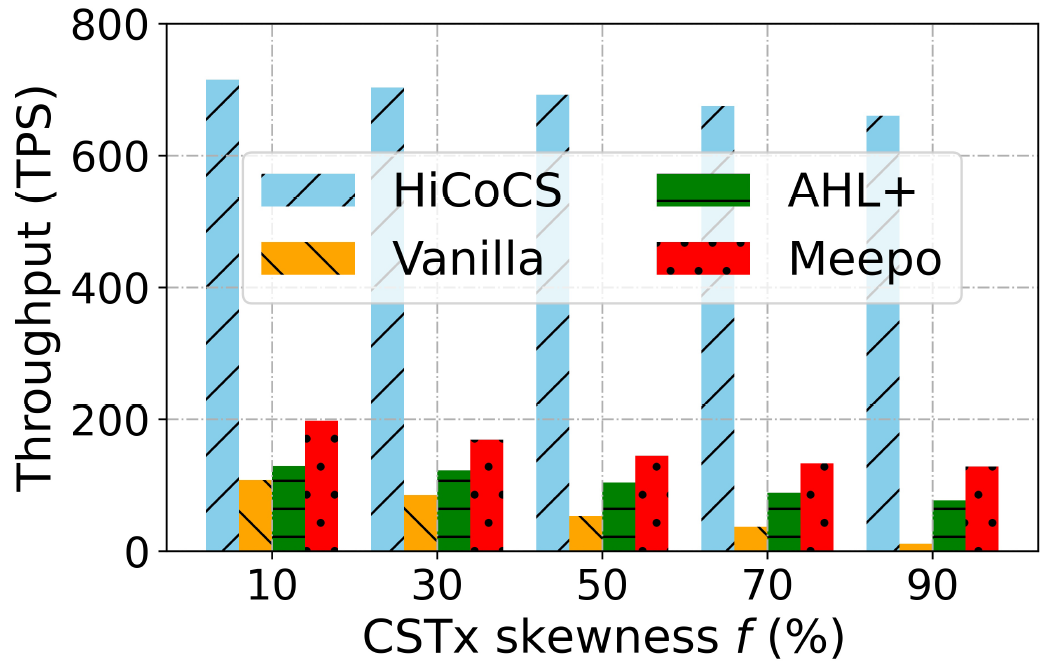 Throughput (TPS)
800
600
400
200
0
HiCoCS
AHL+
Vanilla
Meepo
10 30 50 70 90
CSTx skewness f (%)